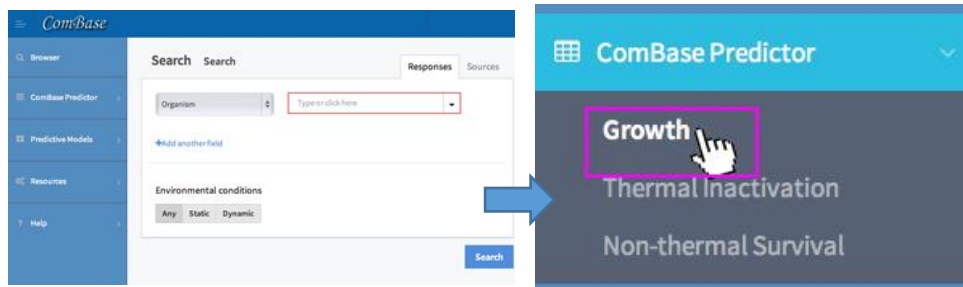 ComBase
Browser
ComBase Predictor
Predictive Models
Resources
? Help
Search Search
Responses Sources
Organism
Type or click here
+Add another field
Environmental conditions
Any Static Dynamic
Search
ComBase Predictor
Growth
Thermal Inactivation
Non-thermal Survival